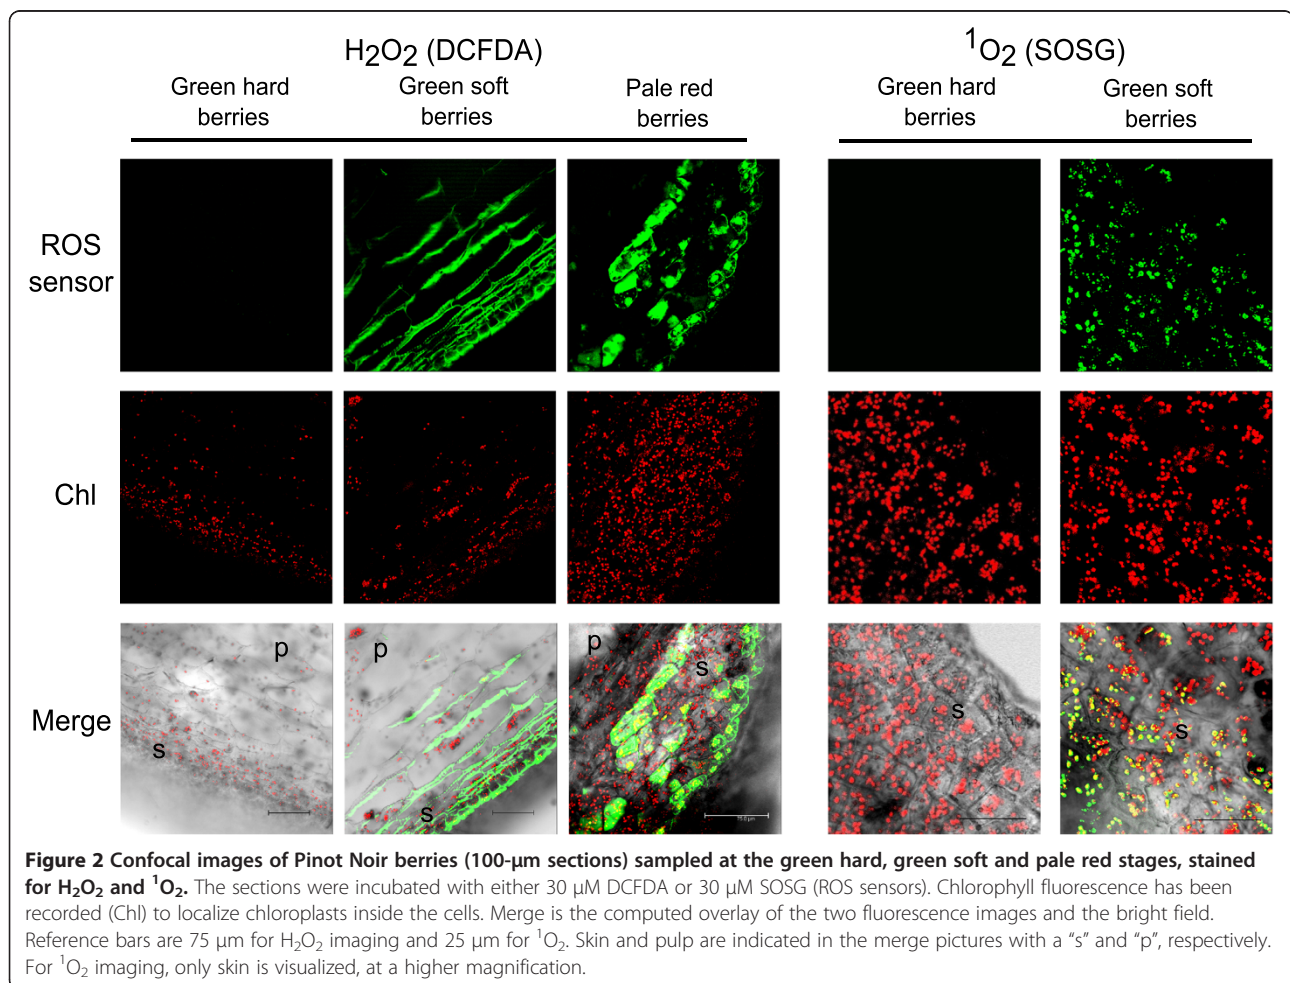 H2O2 (DCFDA)
1O2 (SOSG)
Green hard berries
Green soft berries
Pale red berries
Green hard berries
Green soft berries
ROS sensor
Chl
Merge
p
s
p
s
p
s
75.0 µm
s
s
Figure 2 Confocal images of Pinot Noir berries (100-μm sections) sampled at the green hard, green soft and pale red stages, stained
for H₂O₂ and ¹O₂. The sections were incubated with either 30 μM DCFDA or 30 μM SOSG (ROS sensors). Chlorophyll fluorescence has been
recorded (Chl) to localize chloroplasts inside the cells. Merge is the computed overlay of the two fluorescence images and the bright field.
Reference bars are 75 μm for H₂O₂ imaging and 25 μm for ¹O₂. Skin and pulp are indicated in the merge pictures with a “s” and “p”, respectively.
For ¹O₂ imaging, only skin is visualized, at a higher magnification.